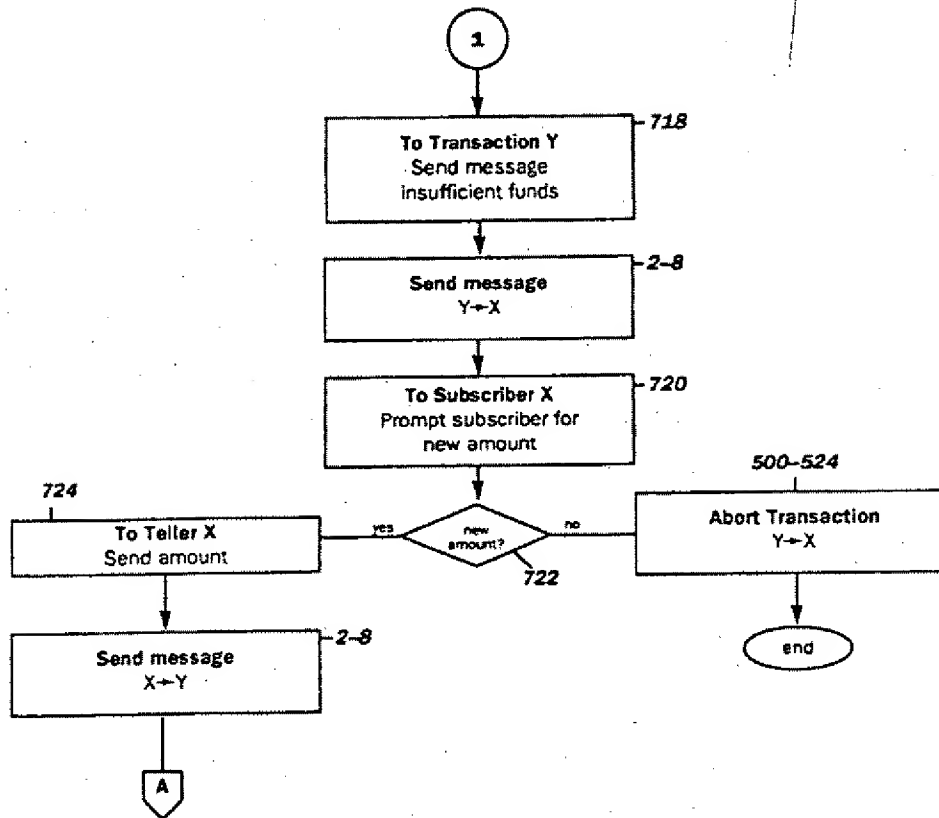 1
718
To Transaction Y
Send message
insufficient funds
2-8
Send message
Y→X
720
To Subscriber X
Prompt subscriber for
new amount
500-524
724
To Teller X
Send amount
yes
new
amount?
no
722
Abort Transaction
Y→X
2-8
Send message
X→Y
end
A